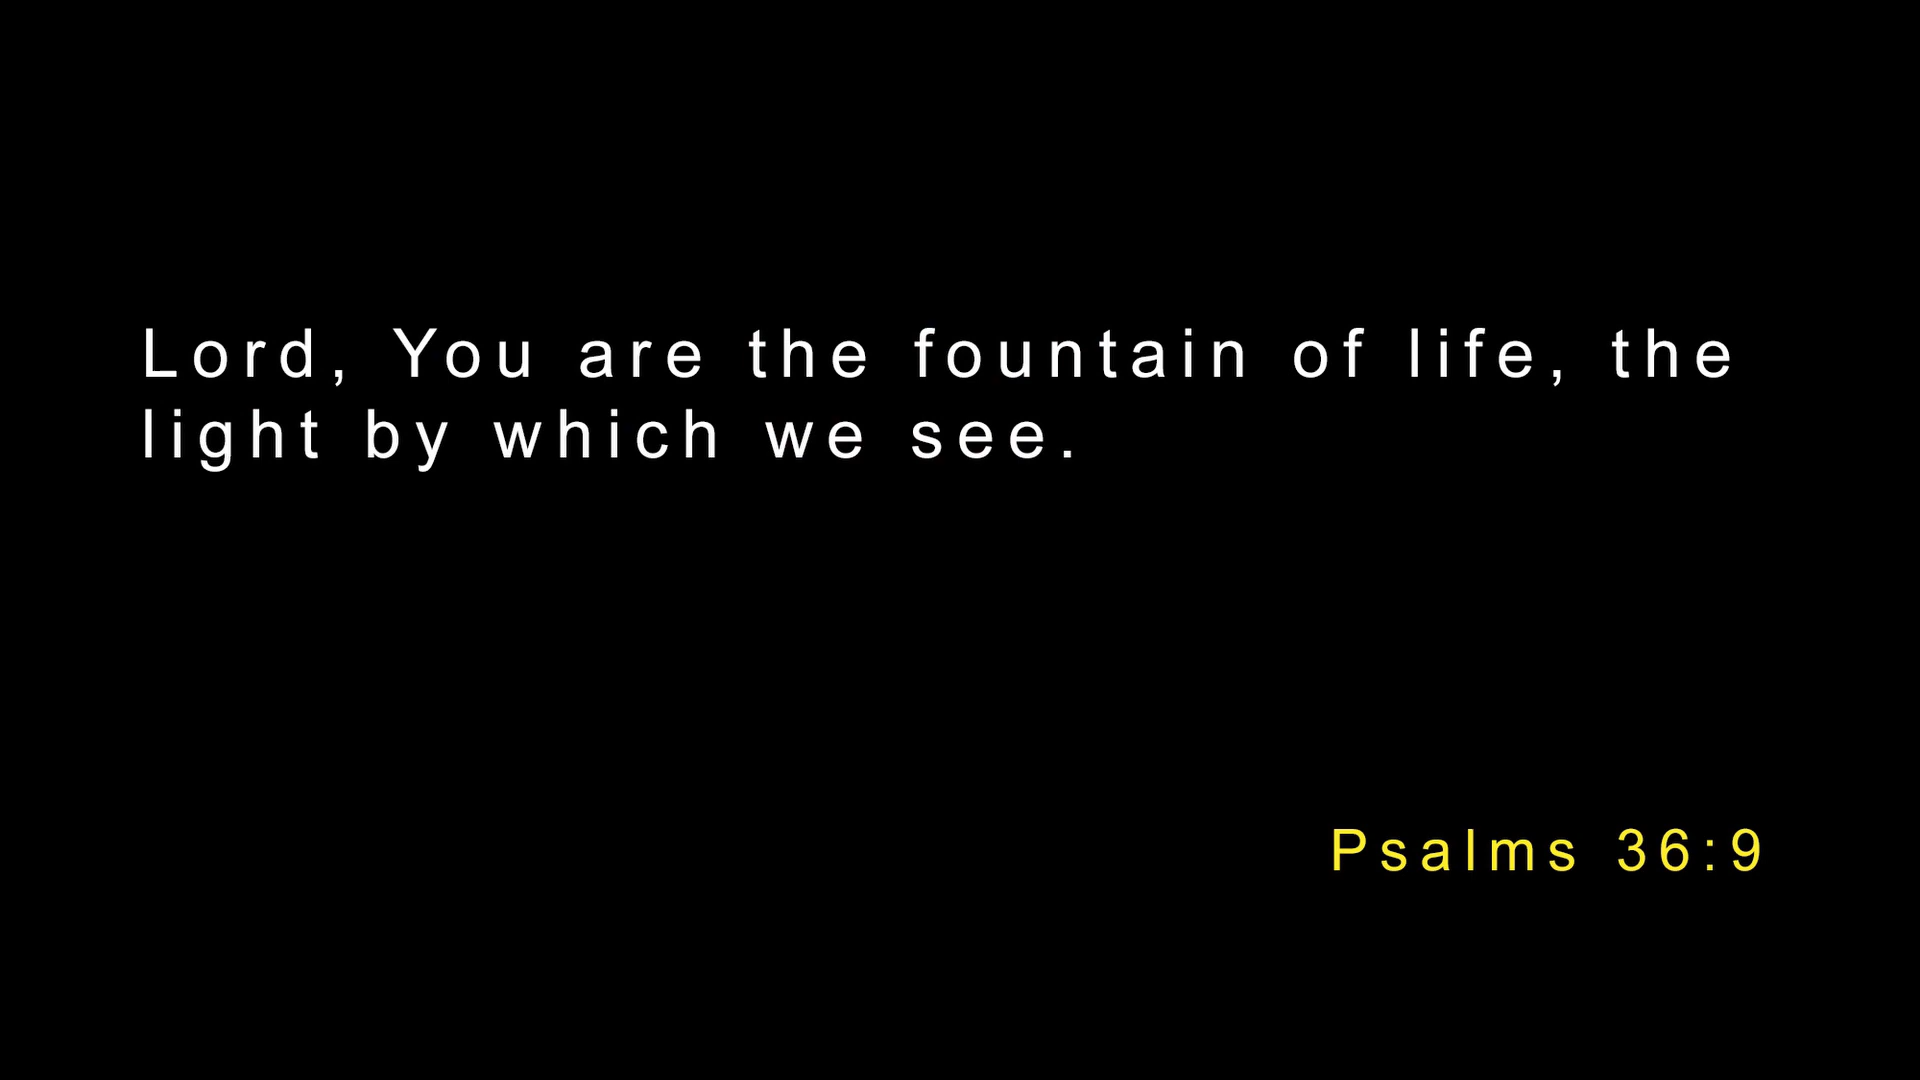 Lord, You are the fountain of life, the
light by which we see.
Psalms 36:9